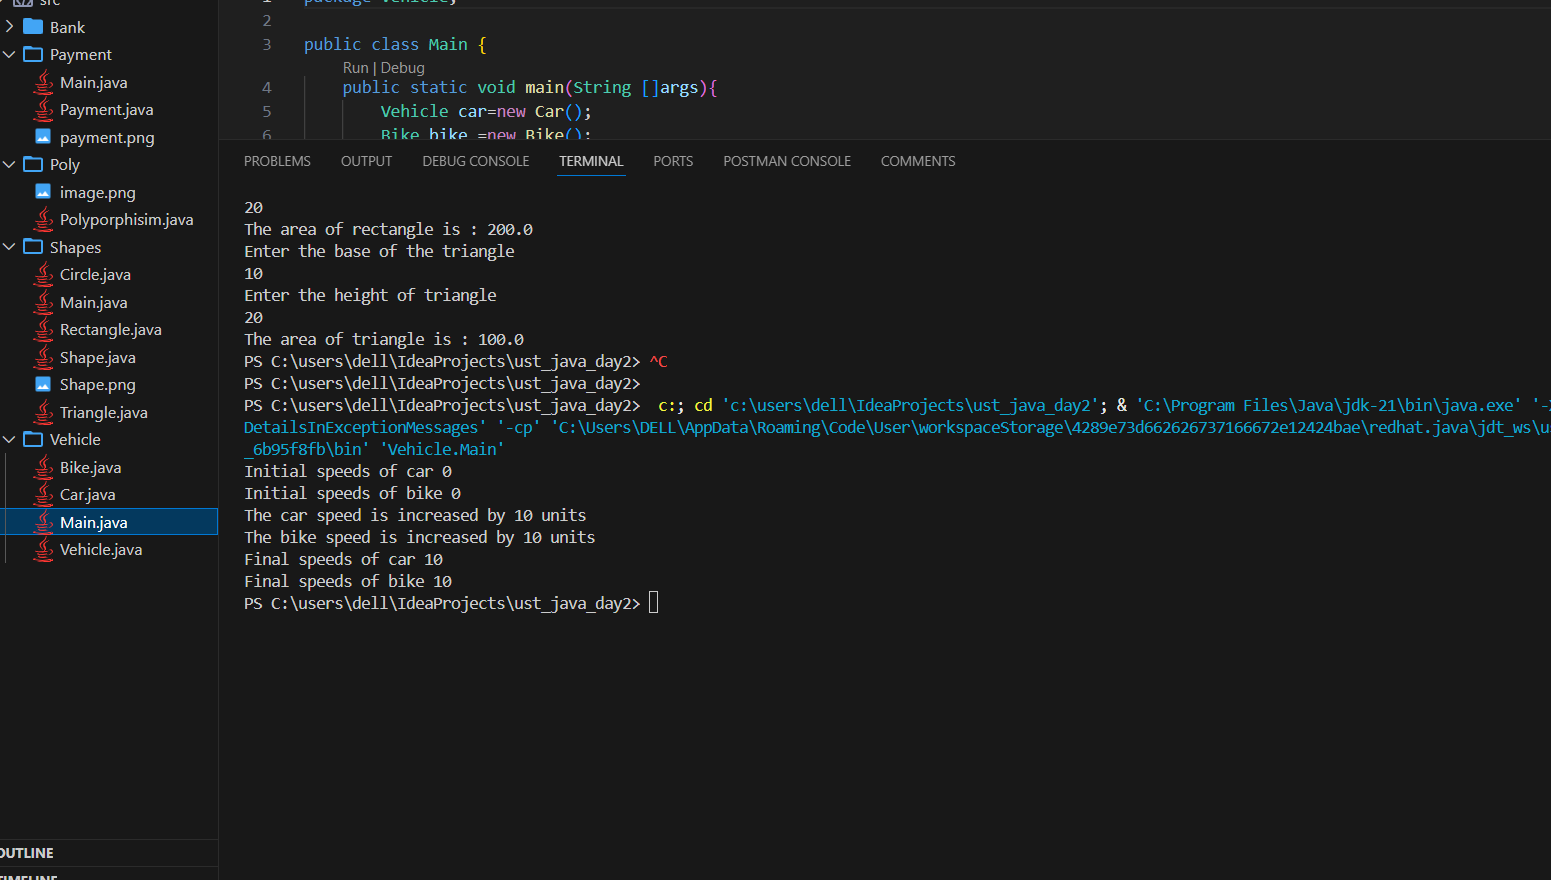 src
Bank
Payment
Main.java
Payment.java
payment.png
Poly
image.png
Polyporphisim.java
Shapes
Circle.java
Main.java
Rectangle.java
Shape.java
Shape.png
Triangle.java
Vehicle
Bike.java
Car.java
Main.java
Vehicle.java
OUTLINE
TIMELINE
1 package Vehicle;
2
3 public class Main {
Run | Debug
4 public static void main(String []args){
5 Vehicle car=new Car();
6 Bike bike =new Bike();
PROBLEMS OUTPUT DEBUG CONSOLE TERMINAL PORTS POSTMAN CONSOLE COMMENTS
20
The area of rectangle is : 200.0
Enter the base of the triangle
10
Enter the height of triangle
20
The area of triangle is : 100.0
PS C:\users\dell\IdeaProjects\ust_java_day2> ^C
PS C:\users\dell\IdeaProjects\ust_java_day2>
PS C:\users\dell\IdeaProjects\ust_java_day2>  c:; cd 'c:\users\dell\IdeaProjects\ust_java_day2'; & 'C:\Program Files\Java\jdk-21\bin\java.exe' '-
DetailsInExceptionMessages' '-cp' 'C:\Users\DELL\AppData\Roaming\Code\User\workspaceStorage\4289e73d662626737166672e12424bae\redhat.java\jdt_ws\u
_6b95f8fb\bin' 'Vehicle.Main'
Initial speeds of car 0
Initial speeds of bike 0
The car speed is increased by 10 units
The bike speed is increased by 10 units
Final speeds of car 10
Final speeds of bike 10
PS C:\users\dell\IdeaProjects\ust_java_day2>